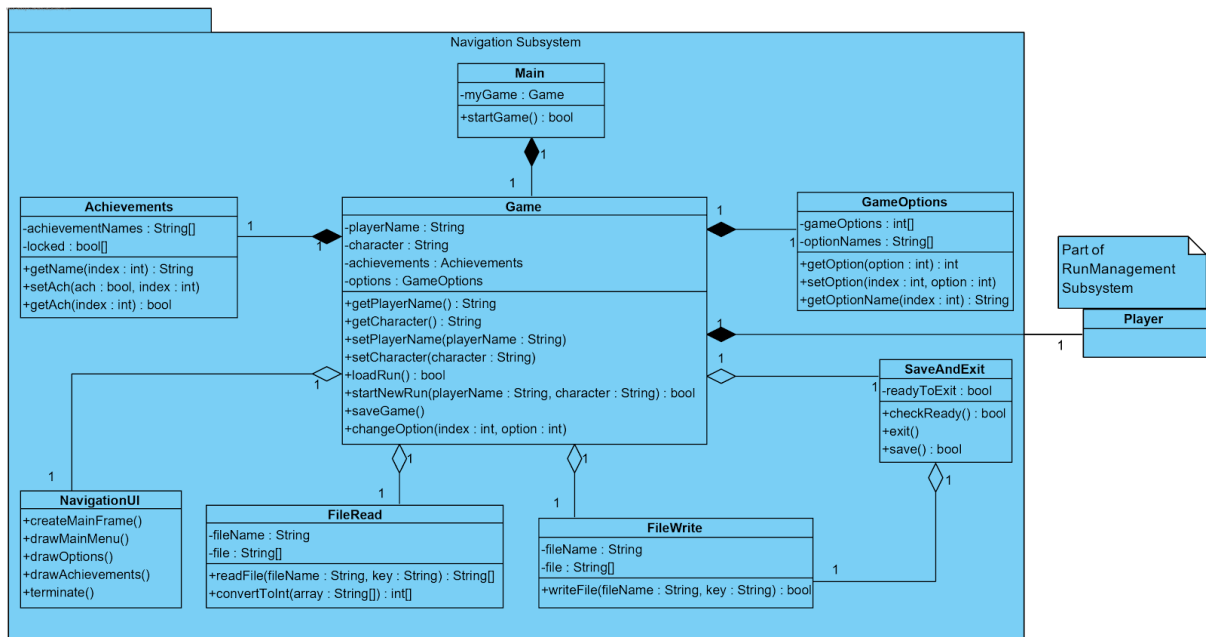 Navigation Subsystem
Main
-myGame : Game
+startGame() : bool
1
1
Achievements
-achievementNames : String[]
-locked : bool[]
+getName(index : int) : String
+setAch(ach : bool, index : int)
+getAch(index : int) : bool
1
1
Game
-playerName : String
-character : String
-achievements : Achievements
-options : GameOptions
+getPlayerName() : String
+getCharacter() : String
+setPlayerName(playerName : String)
+setCharacter(character : String)
+loadRun() : bool
+startNewRun(playerName : String, character : String) : bool
+saveGame()
+changeOption(index : int, option : int)
1
1
GameOptions
-gameOptions : int[]
-optionNames : String[]
+getOption(option : int) : int
+setOption(index : int, option : int)
+getOptionName(index : int) : String
Part of
RunManagement
Subsystem
Player
1
1
SaveAndExit
-readyToExit : bool
+checkReady() : bool
+exit()
+save() : bool
1
1
1
1
NavigationUI
+createMainFrame()
+drawMainMenu()
+drawOptions()
+drawAchievements()
+terminate()
1
1
FileRead
-fileName : String
-file : String[]
+readFile(fileName : String, key : String) : String[]
+convertToInt(array : String[]) : int[]
1
1
FileWrite
-fileName : String
-file : String[]
+writeFile(fileName : String, key : String) : bool
1
1